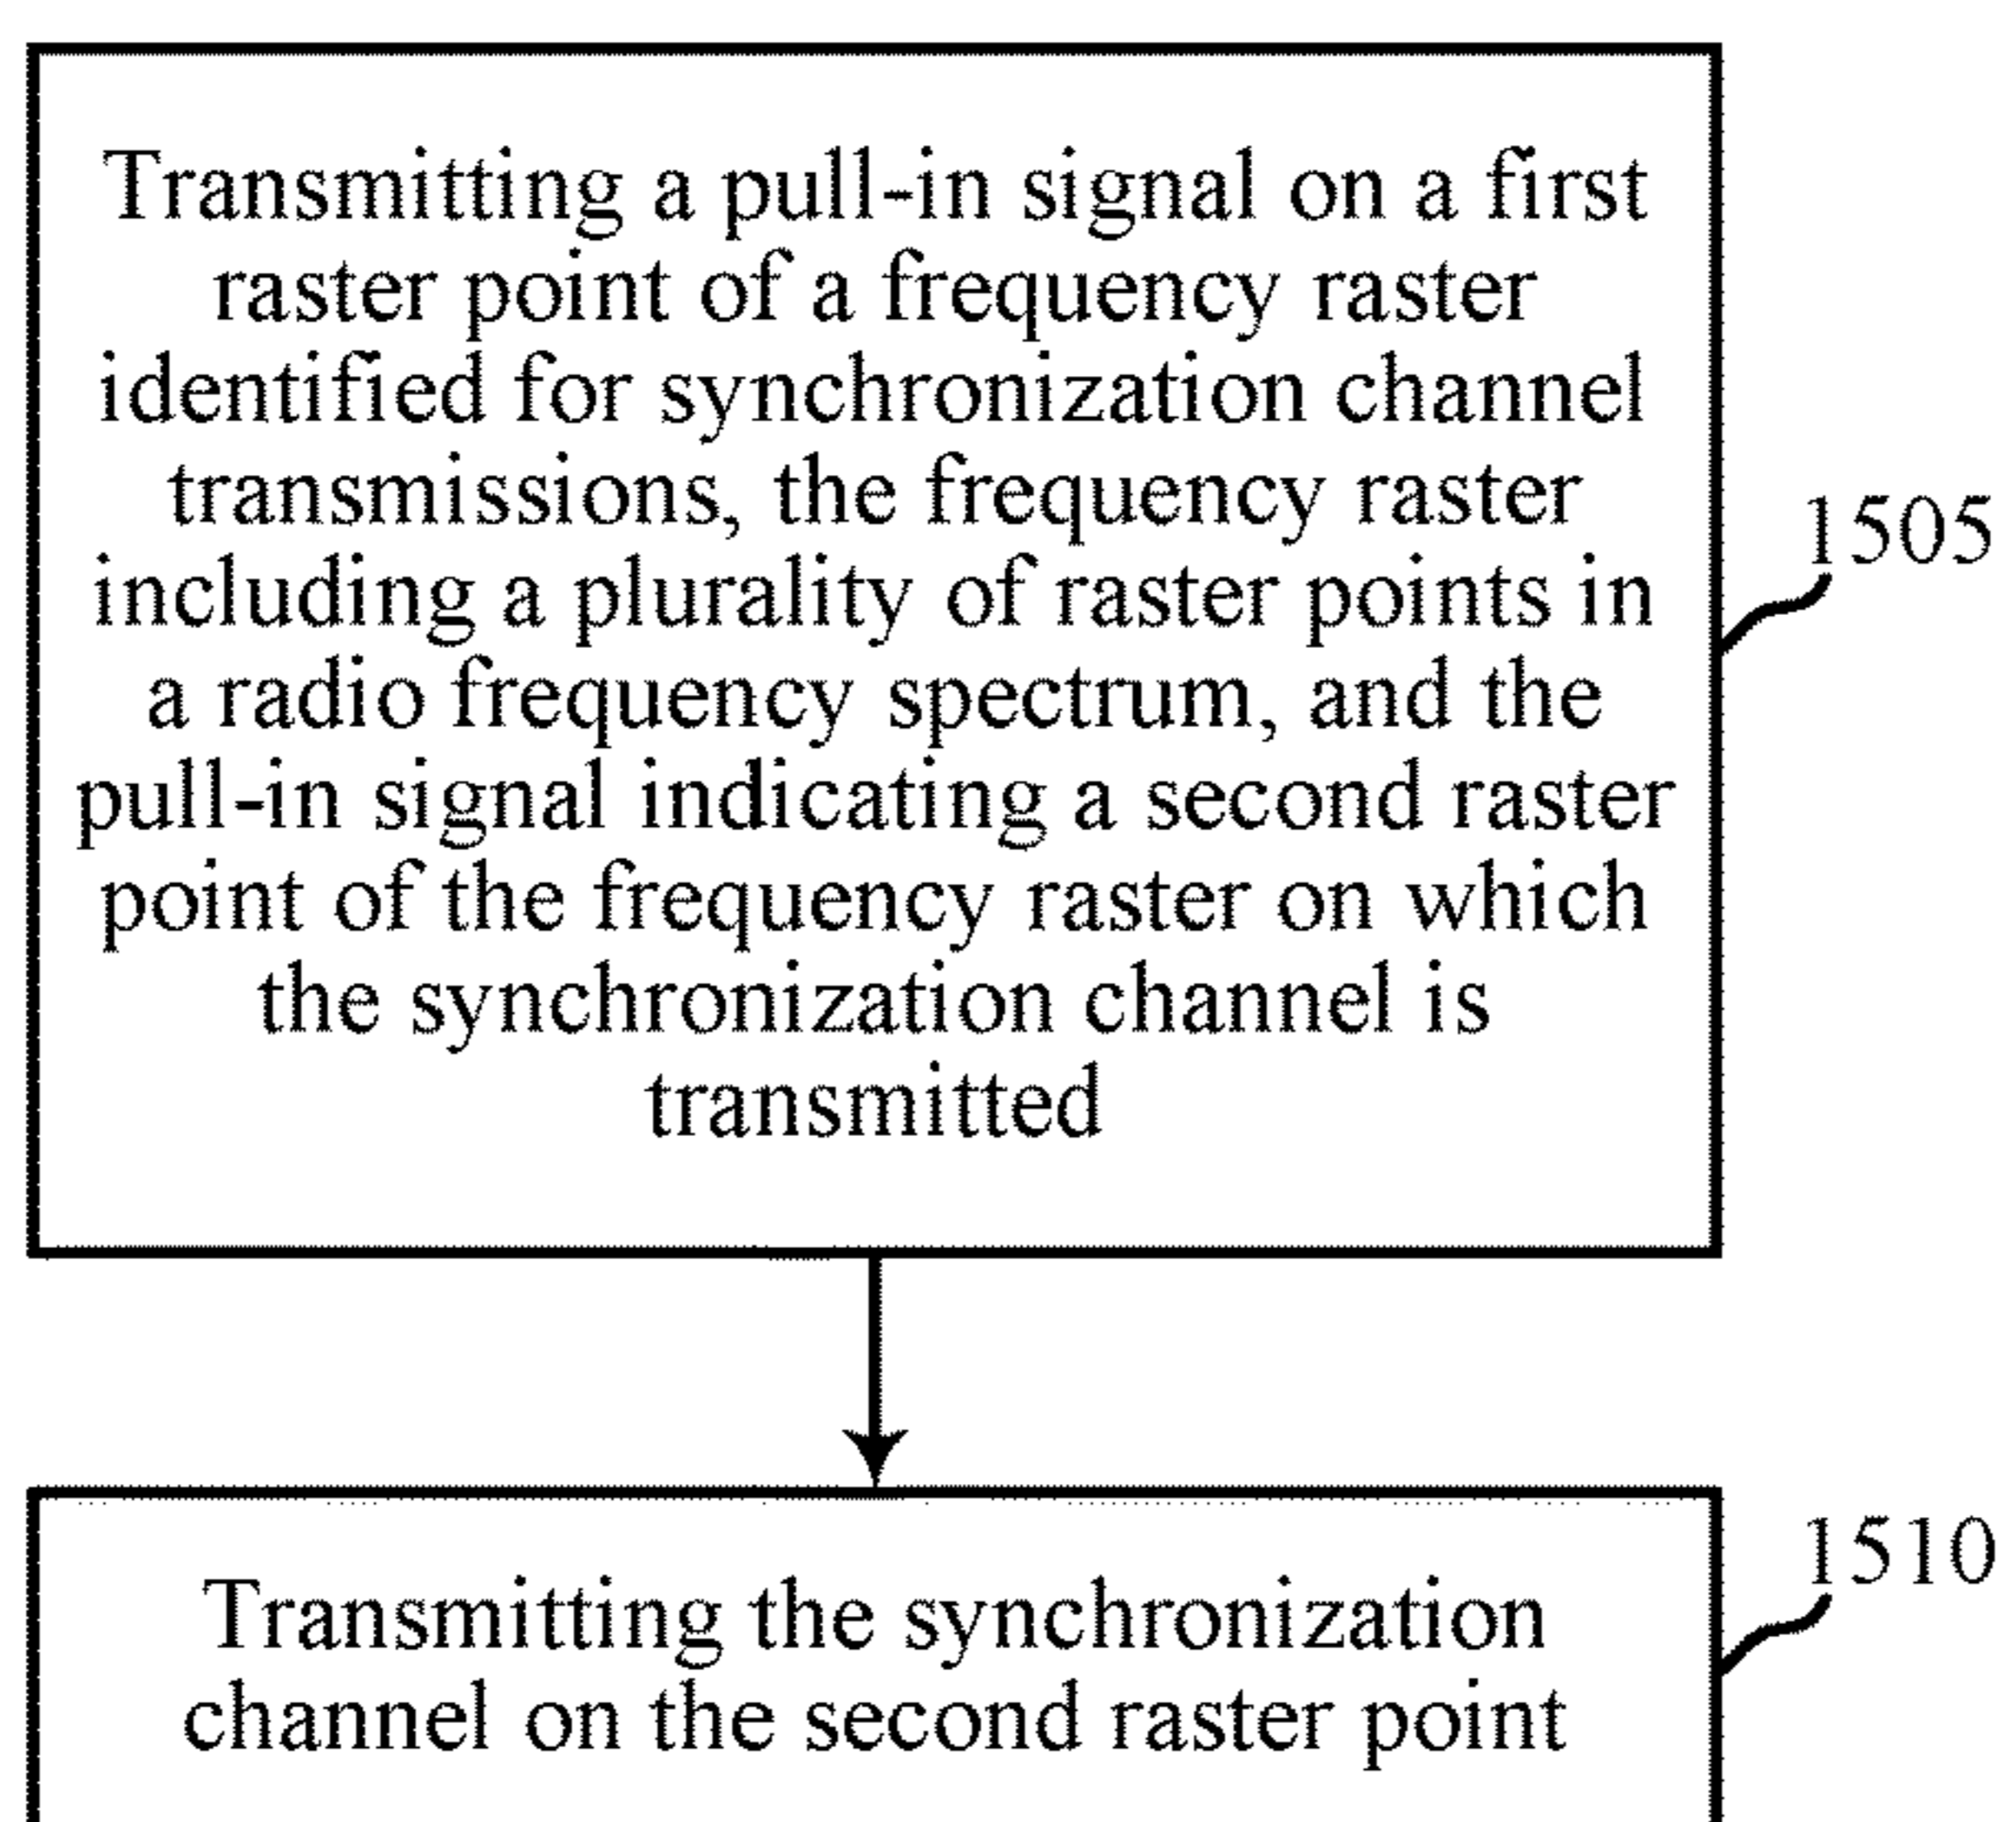 Transmitting a pull-in signal on a first
raster point of a frequency raster
identified for synchronization channel
transmissions, the frequency raster
including a plurality of raster points in
a radio frequency spectrum, and the
pull-in signal indicating a second raster
point of the frequency raster on which
the synchronization channel is
transmitted
1505
Transmitting the synchronization
channel on the second raster point
1510